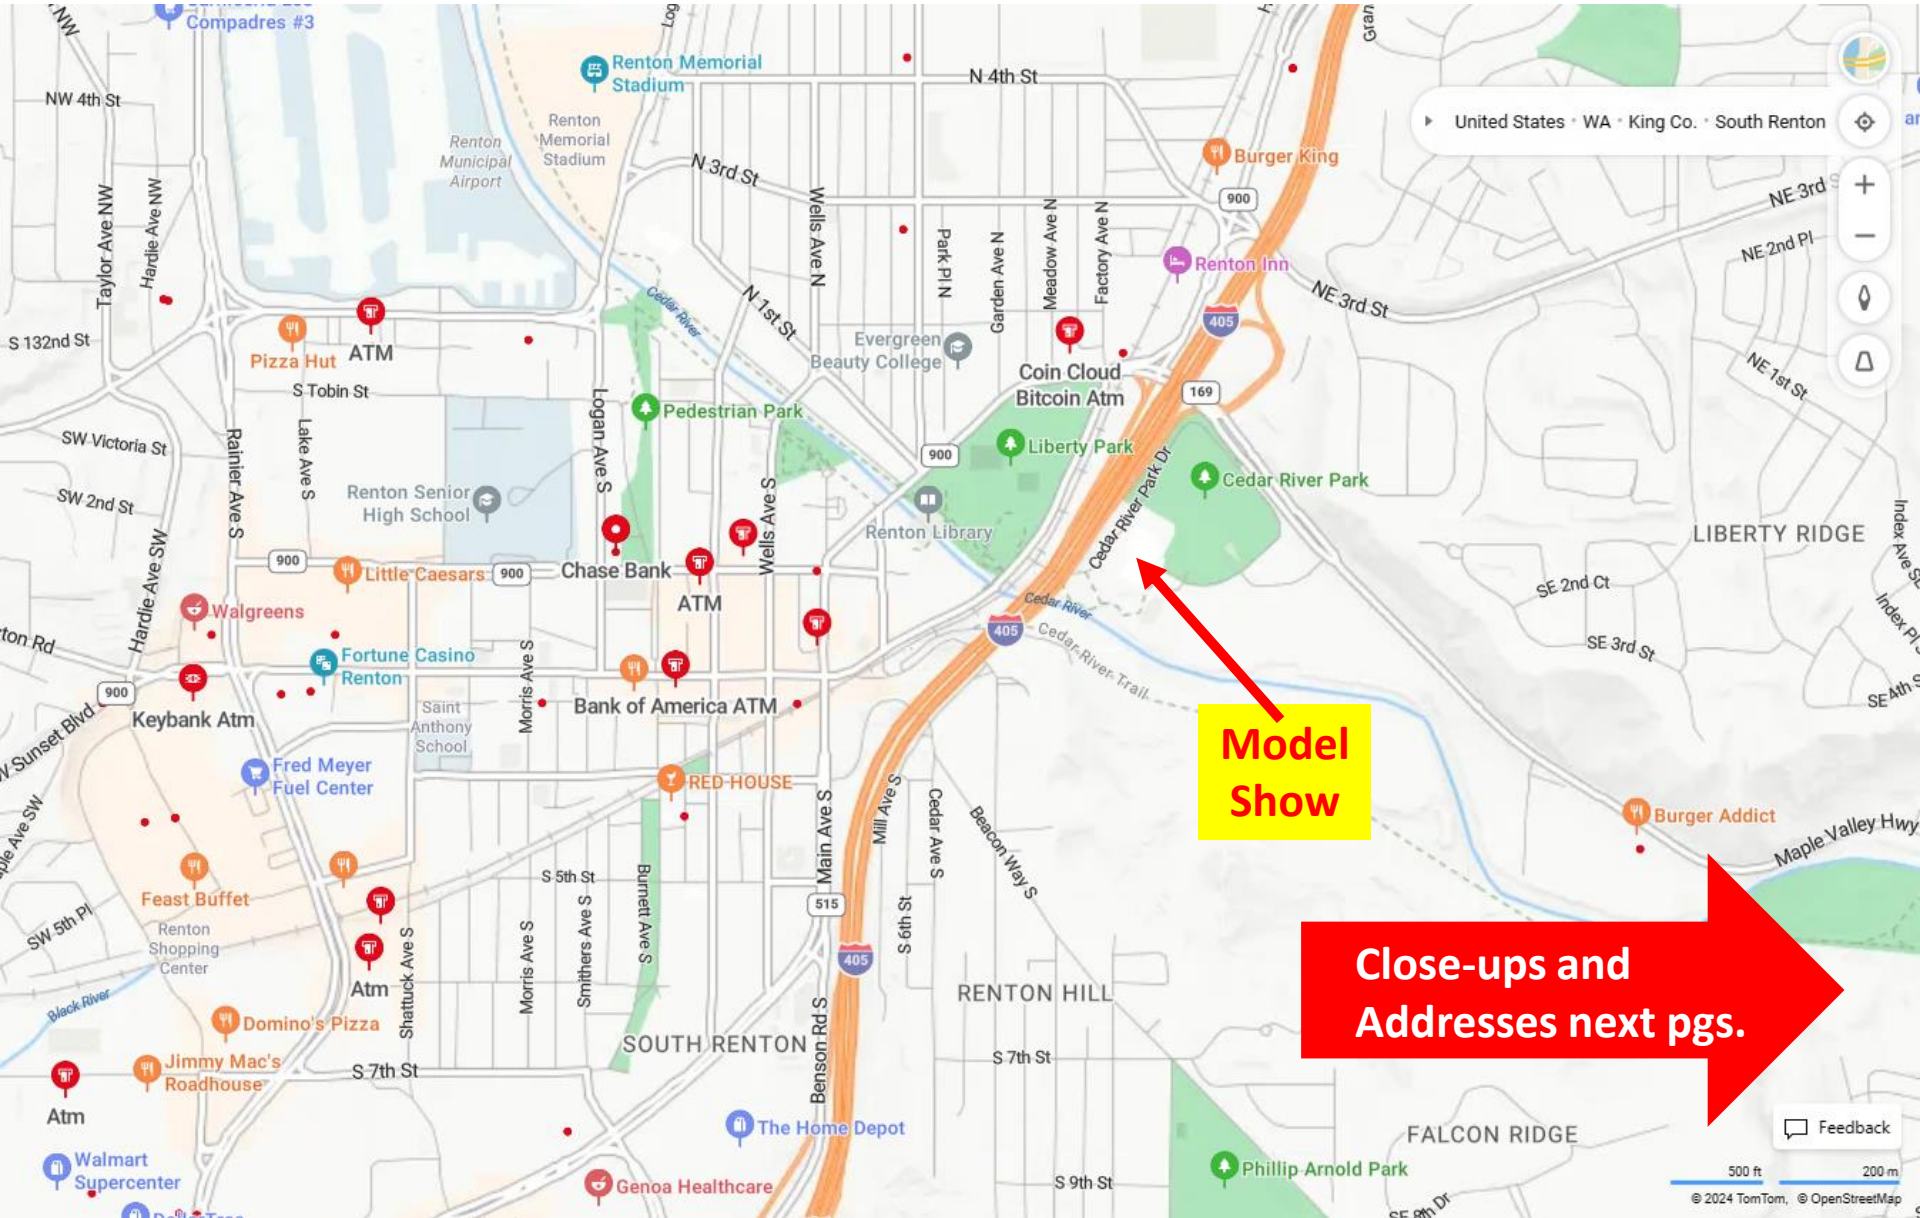 Compadres #3
Renton Memorial
Stadium
N 4th St
NW 4th St
Renton
Memorial
Stadium
Renton
Municipal
Airport
United States · WA · King Co. · South Renton
Burger King
N 3rd St
NE 3rd
900
Taylor Ave NW
Hardie Ave NW
Wells Ave N
Park Pl N
Garden Ave N
Meadow Ave N
Factory Ave N
NE 2nd Pl
Renton Inn
NE 3rd St
Cedar River
N 1st St
405
S 132nd St
Pizza Hut
ATM
Evergreen
Beauty College
Coin Cloud
Bitcoin Atm
NE 1st St
169
S Tobin St
Logan Ave S
Pedestrian Park
SW Victoria St
Rainier Ave S
Lake Ave S
900
Liberty Park
Cedar River Park Dr
Cedar River Park
SW 2nd St
Renton Senior
High School
Wells Ave S
Renton Library
LIBERTY RIDGE
Index Ave SE
Hardie Ave SW
900
Little Caesars
900
Chase Bank
ATM
SE 2nd Ct
Walgreens
Cedar River
Index Pl
405
Cedar-River-Trail
SE 3rd St
Fortune Casino
Renton
Morris Ave S
SE 4th S
900
Keybank Atm
Bank of America ATM
Saint
Anthony
School
W Sunset Blvd
Model
Show
Fred Meyer
Fuel Center
RED HOUSE
Main Ave S
Mill Ave S
Cedar Ave S
Beacon Way S
Burger Addict
Maple Valley Hwy
Feast Buffet
S 5th St
Burnett Ave S
515
S 6th St
SW 5th Pl
Renton
Shopping
Center
Shattuck Ave S
Morris Ave S
Smithers Ave S
405
Close-ups and
Addresses next pgs.
Atm
Black River
RENTON HILL
Domino's Pizza
SOUTH RENTON
Benson Rd S
S 7th St
Jimmy Mac's
Roadhouse
S 7th St
Atm
The Home Depot
FALCON RIDGE
Feedback
Walmart
Supercenter
Phillip Arnold Park
500 ft
200 m
Genoa Healthcare
S 9th St
SE 8th Dr
© 2024 TomTom, © OpenStreetMap